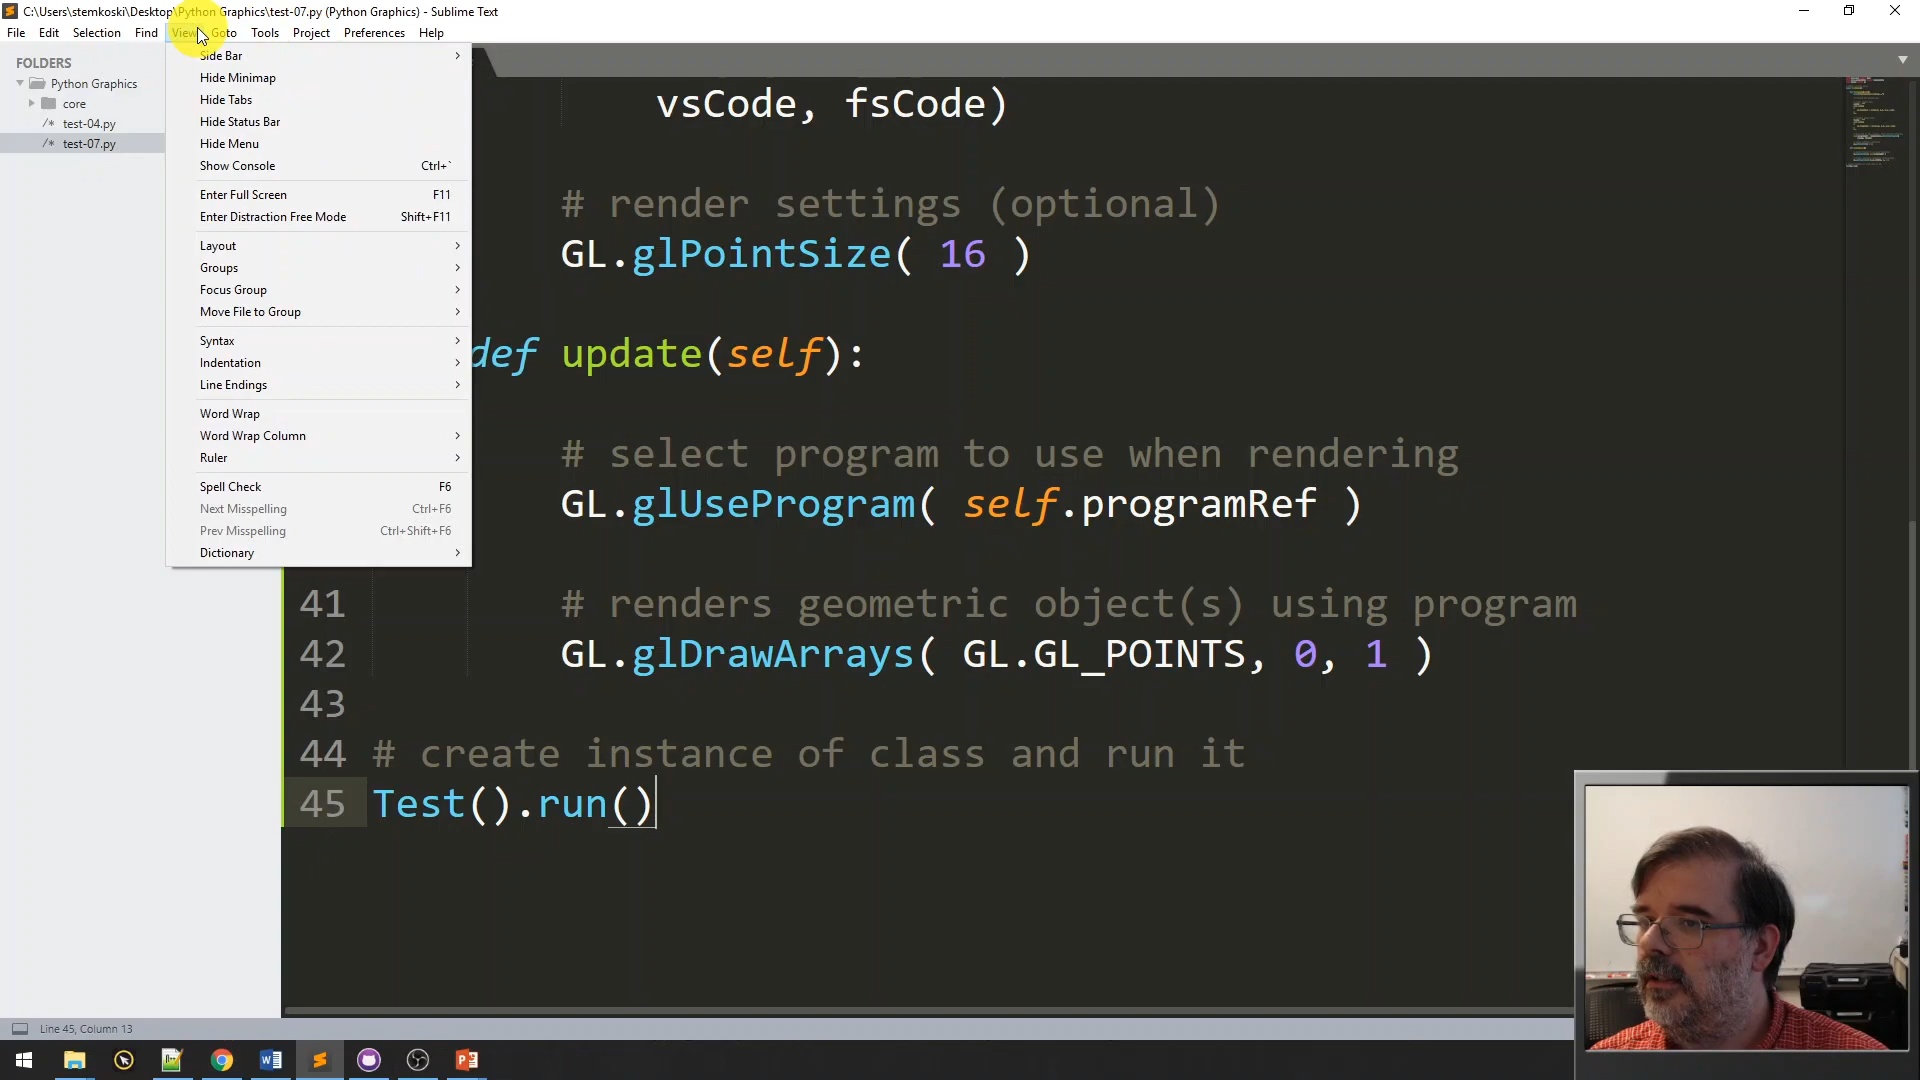 C:\Users\stemkoski\Desktop\Python Graphics\test-07.py (Python Graphics) - Sublime Text
File Edit Selection Find View Goto Tools Project Preferences Help
FOLDERS
Python Graphics
core
/* test-04.py
/* test-07.py
Side Bar
Hide Minimap
Hide Tabs
Hide Status Bar
Hide Menu
Show Console Ctrl+`
Enter Full Screen F11
Enter Distraction Free Mode Shift+F11
Layout
Groups
Focus Group
Move File to Group
Syntax
Indentation
Line Endings
Word Wrap
Word Wrap Column
Ruler
Spell Check F6
Next Misspelling Ctrl+F6
Prev Misspelling Ctrl+Shift+F6
Dictionary
vsCode, fsCode)
# render settings (optional)
GL.glPointSize( 16 )
def update(self):
# select program to use when rendering
GL.glUseProgram( self.programRef )
41 # renders geometric object(s) using program
42 GL.glDrawArrays( GL.GL_POINTS, 0, 1 )
43
44 # create instance of class and run it
45 Test().run()
Line 45, Column 13